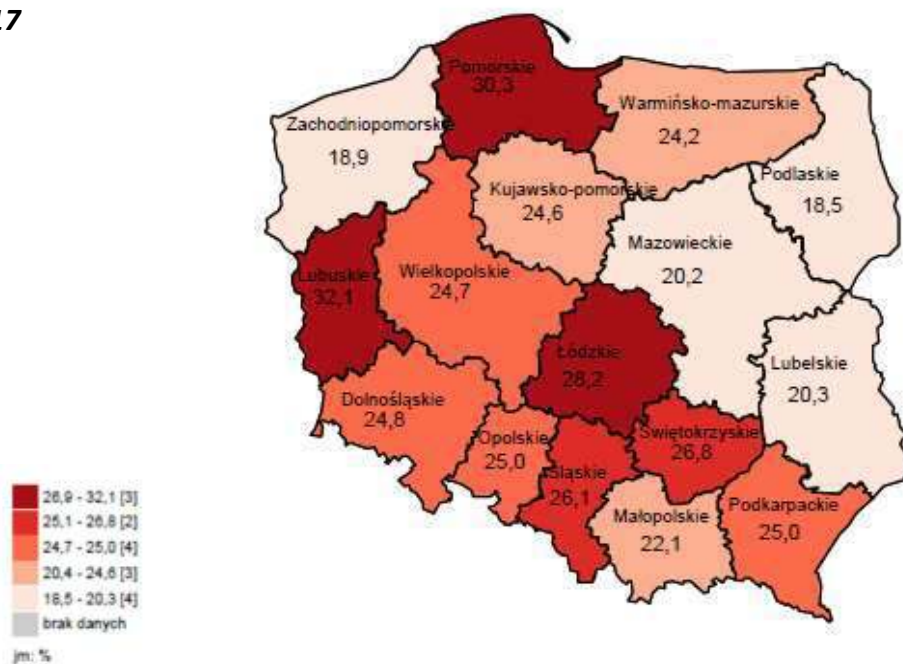 17
Pomorskie
30,3
Warmińsko-mazurskie
24,2
Zachodniopomorskie
18,9
Podlaskie
18,5
Kujawsko-pomorskie
24,6
Mazowieckie
20,2
Wielkopolskie
24,7
Lubuskie
32,1
Łódzkie
28,2
Lubelskie
20,3
Dolnośląskie
24,8
Opolskie
25,0
Świętokrzyskie
26,8
Śląskie
26,1
Małopolskie
22,1
Podkarpackie
25,0
26,9 - 32,1 [3]
25,1 - 26,8 [2]
24,7 - 25,0 [4]
20,4 - 24,6 [3]
18,5 - 20,3 [4]
brak danych
jm: %